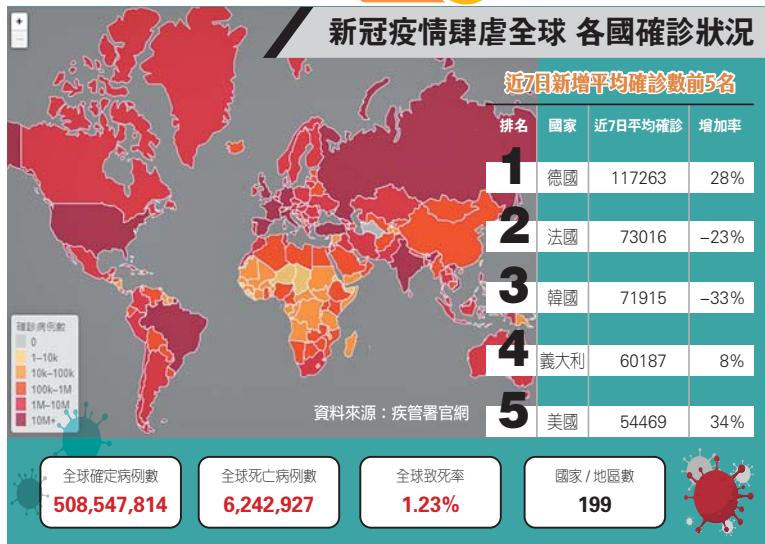 新冠疫情肆虐全球 各國確診狀況
近7日新增平均確診數前5名
排名 國家 近7日平均確診 增加率
1 德國 117263 28%
2 法國 73016 –23%
3 韓國 71915 –33%
4 義大利 60187 8%
5 美國 54469 34%
+
確診病例數
0
1–10k
10k–100k
100k–1M
1M–10M
10M+
資料來源：疾管署官網
全球確定病例數
508,547,814
全球死亡病例數
6,242,927
全球致死率
1.23%
國家/地區數
199